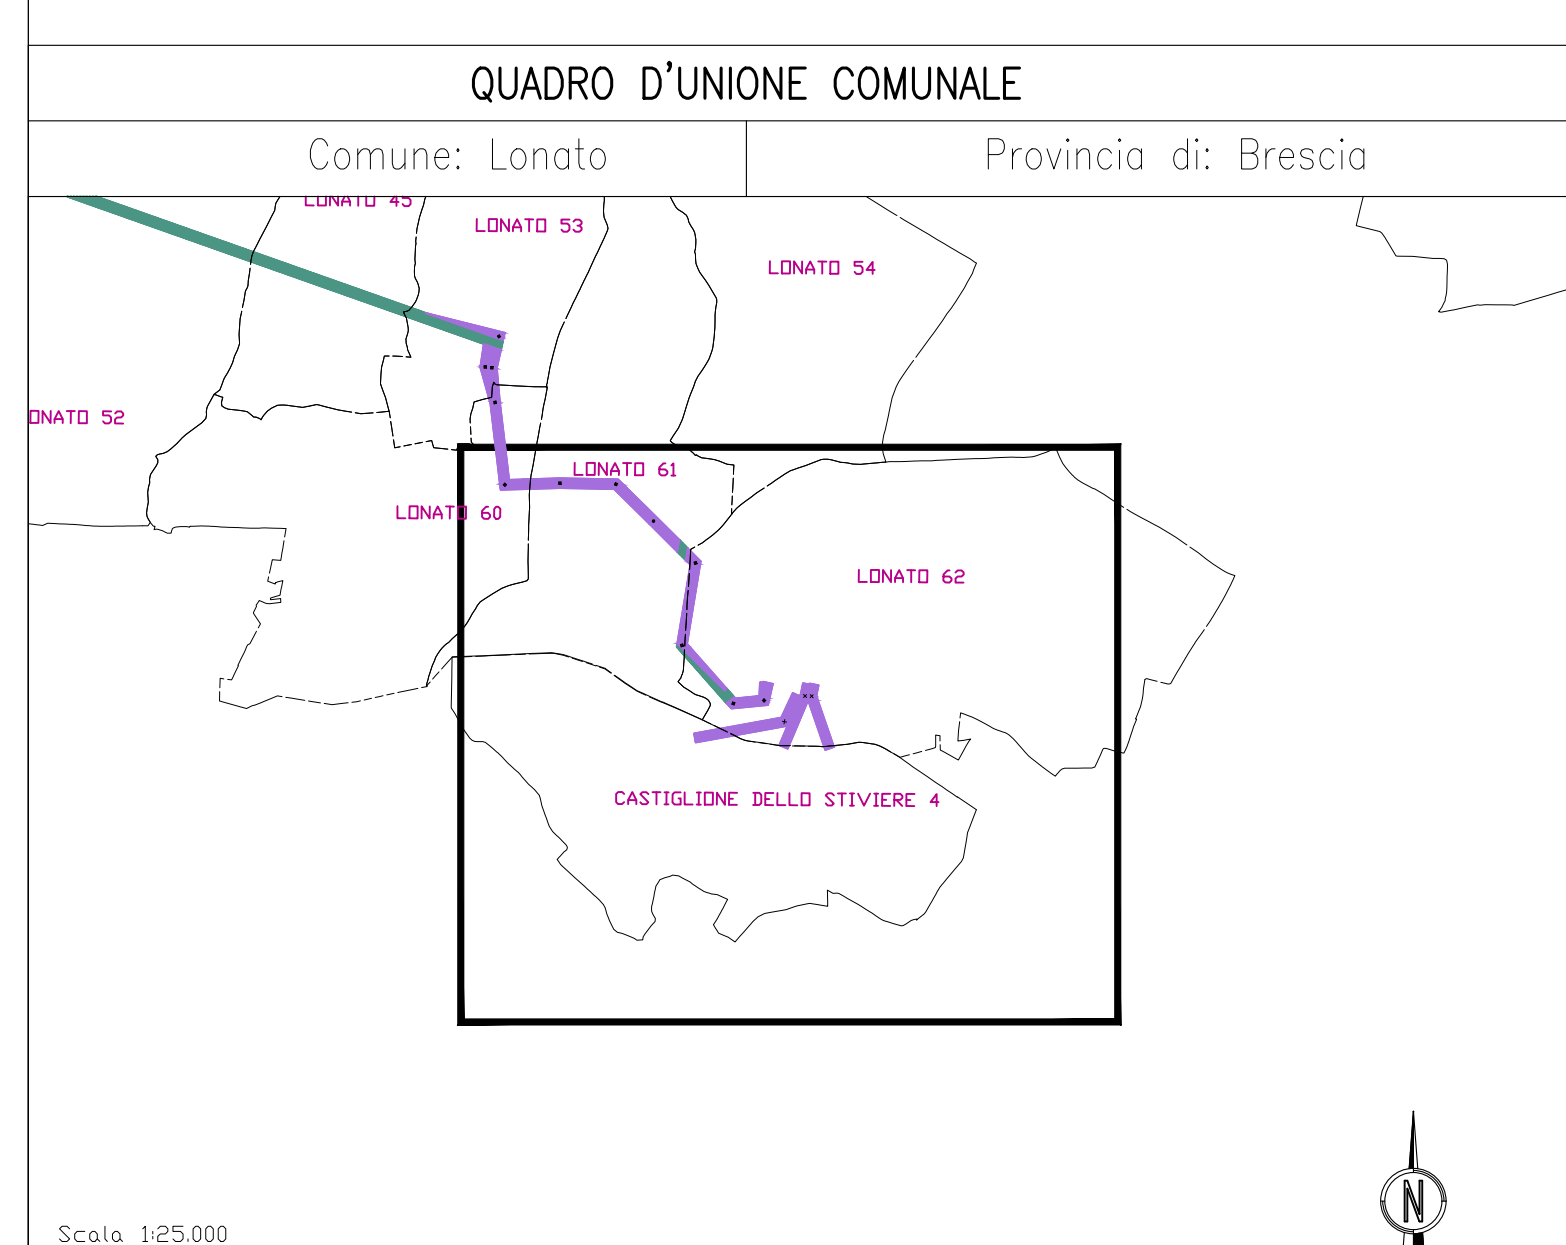 QUADRO D'UNIONE COMUNALE
Comune: Lonato
Provincia di: Brescia
LONATO 45
LONATO 53
LONATO 54
ONATO 52
LONATO 61
LONATO 60
LONATO 62
CASTIGLIONE DELLO STIVIERE 4
N
Scala 1:25.000